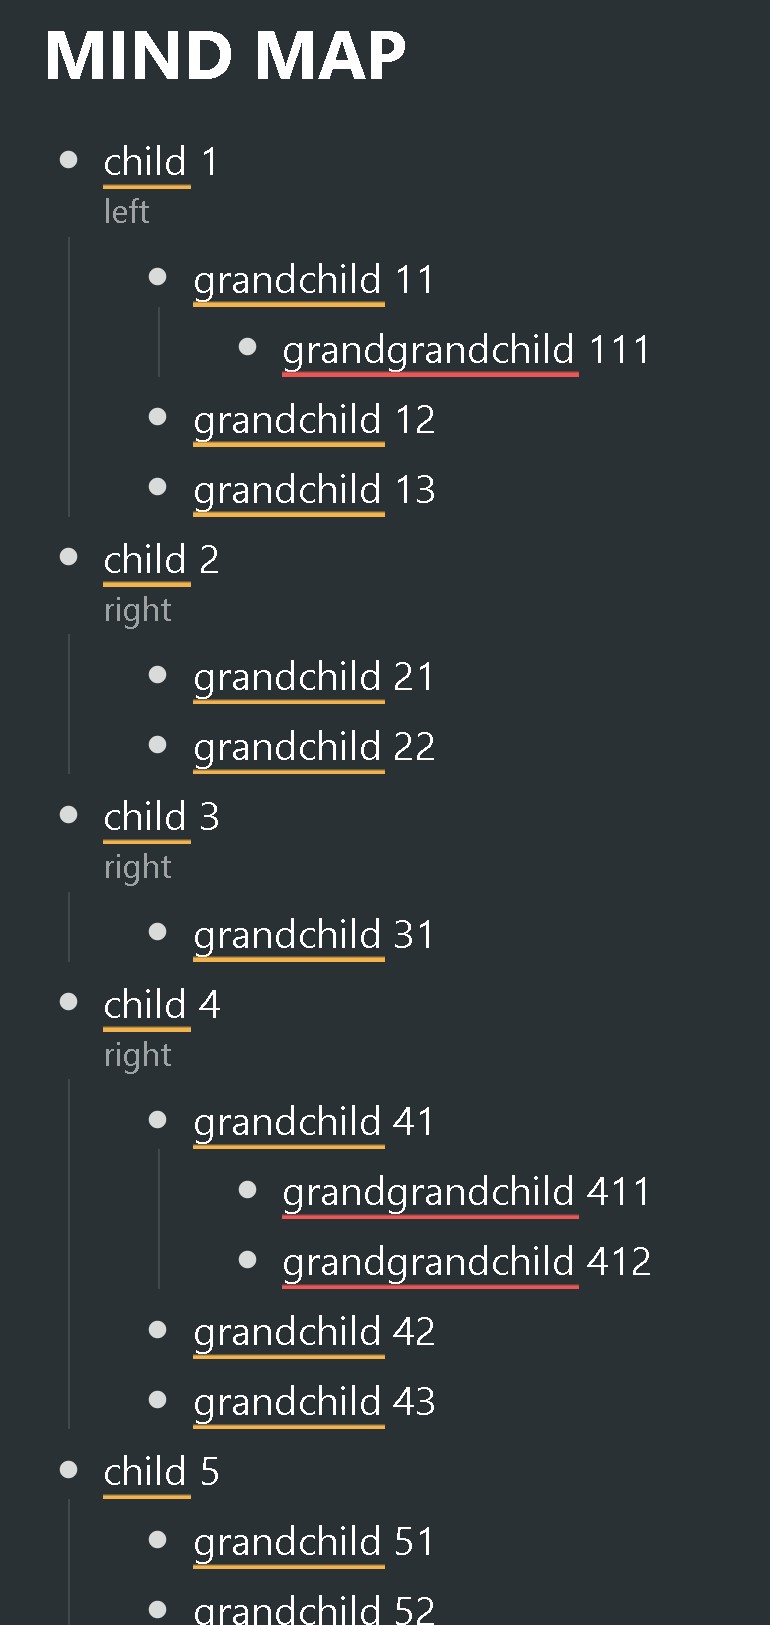 MIND MAP
child 1
left
grandchild 11
grandgrandchild 111
grandchild 12
grandchild 13
child 2
right
grandchild 21
grandchild 22
child 3
right
grandchild 31
child 4
right
grandchild 41
grandgrandchild 411
grandgrandchild 412
grandchild 42
grandchild 43
child 5
grandchild 51
grandchild 52